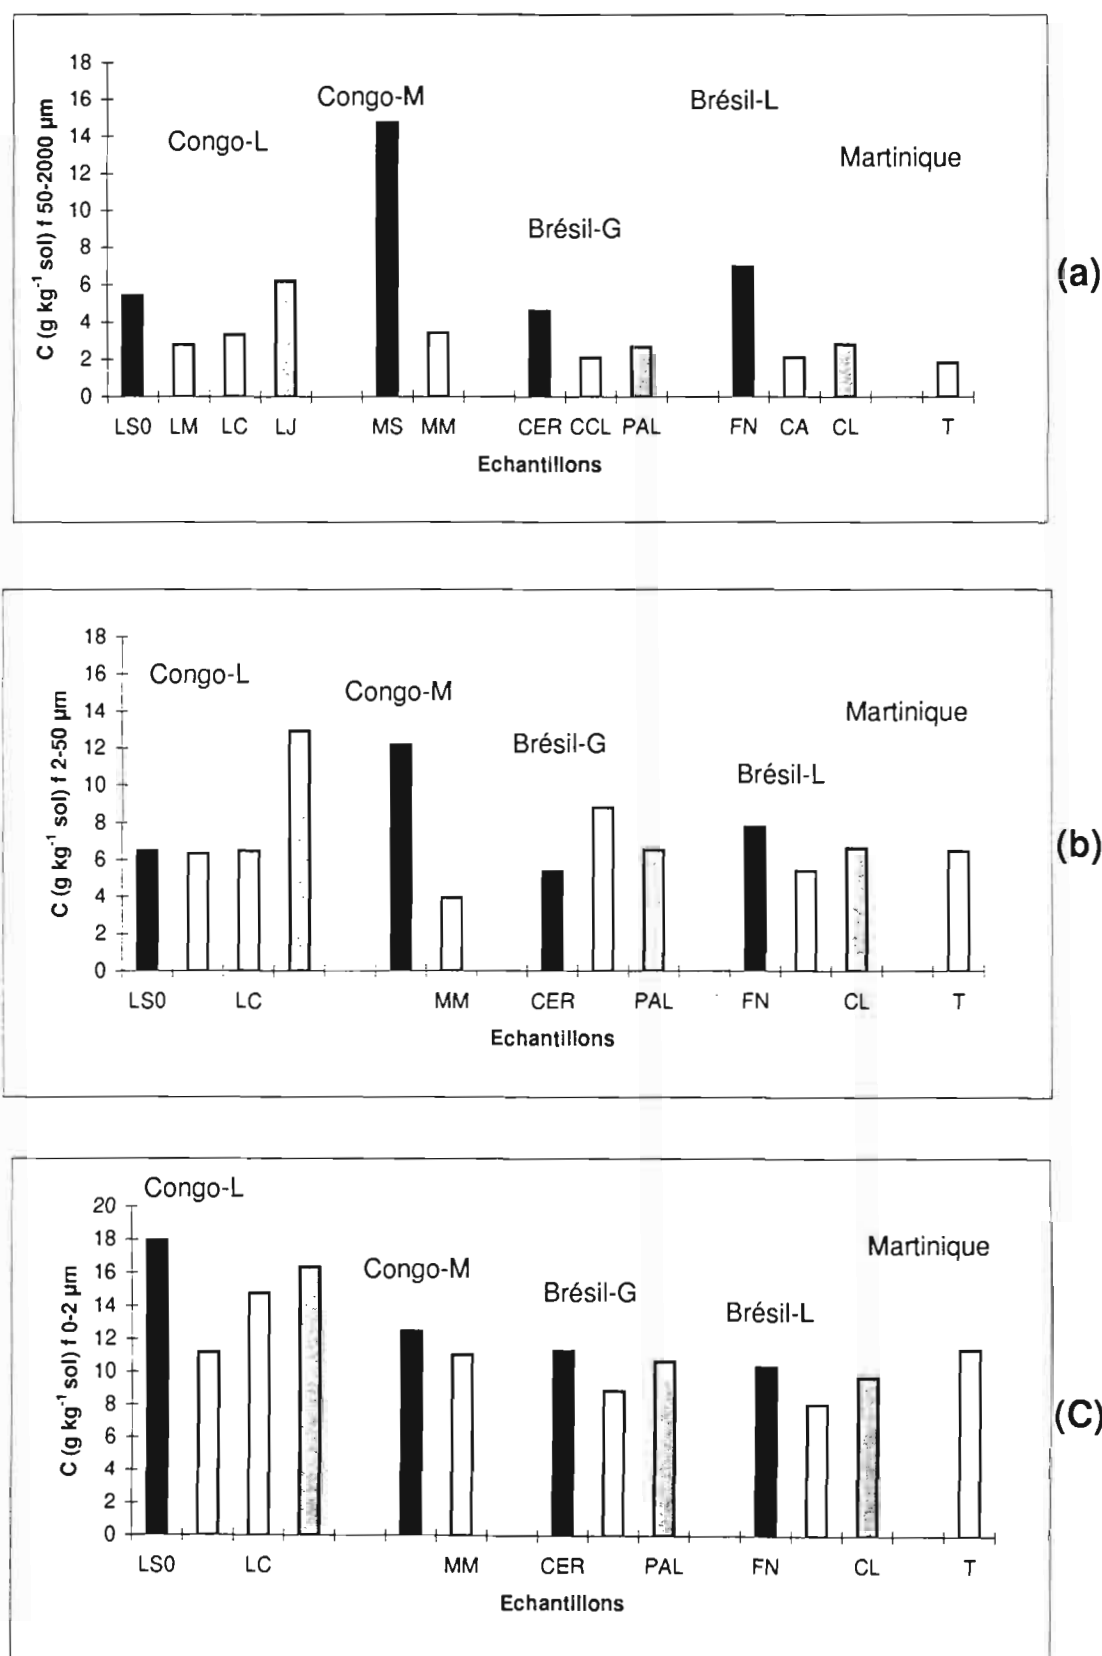 18
Congo-M
Brésil-L
16
Congo-L
14
Martinique
12
C (g kg⁻¹ sol) f 50-2000 µm
10
Brésil-G
8
(a)
6
4
2
0
LS0 LM LC LJ MS MM CER CCL PAL FN CA CL T
Echantillons
18
Congo-L
16
Congo-M
14
Martinique
Brésil-G
12
Brésil-L
C (g kg⁻¹ sol) f 2-50 µm
10
8
(b)
6
4
2
0
LS0 LC MM CER PAL FN CL T
Echantillons
Congo-L
20
18
Martinique
16
Congo-M
Brésil-G
14
Brésil-L
12
C (g kg⁻¹ sol) f 0-2 µm
10
8
(C)
6
4
2
0
LS0 LC MM CER PAL FN CL T
Echantillons